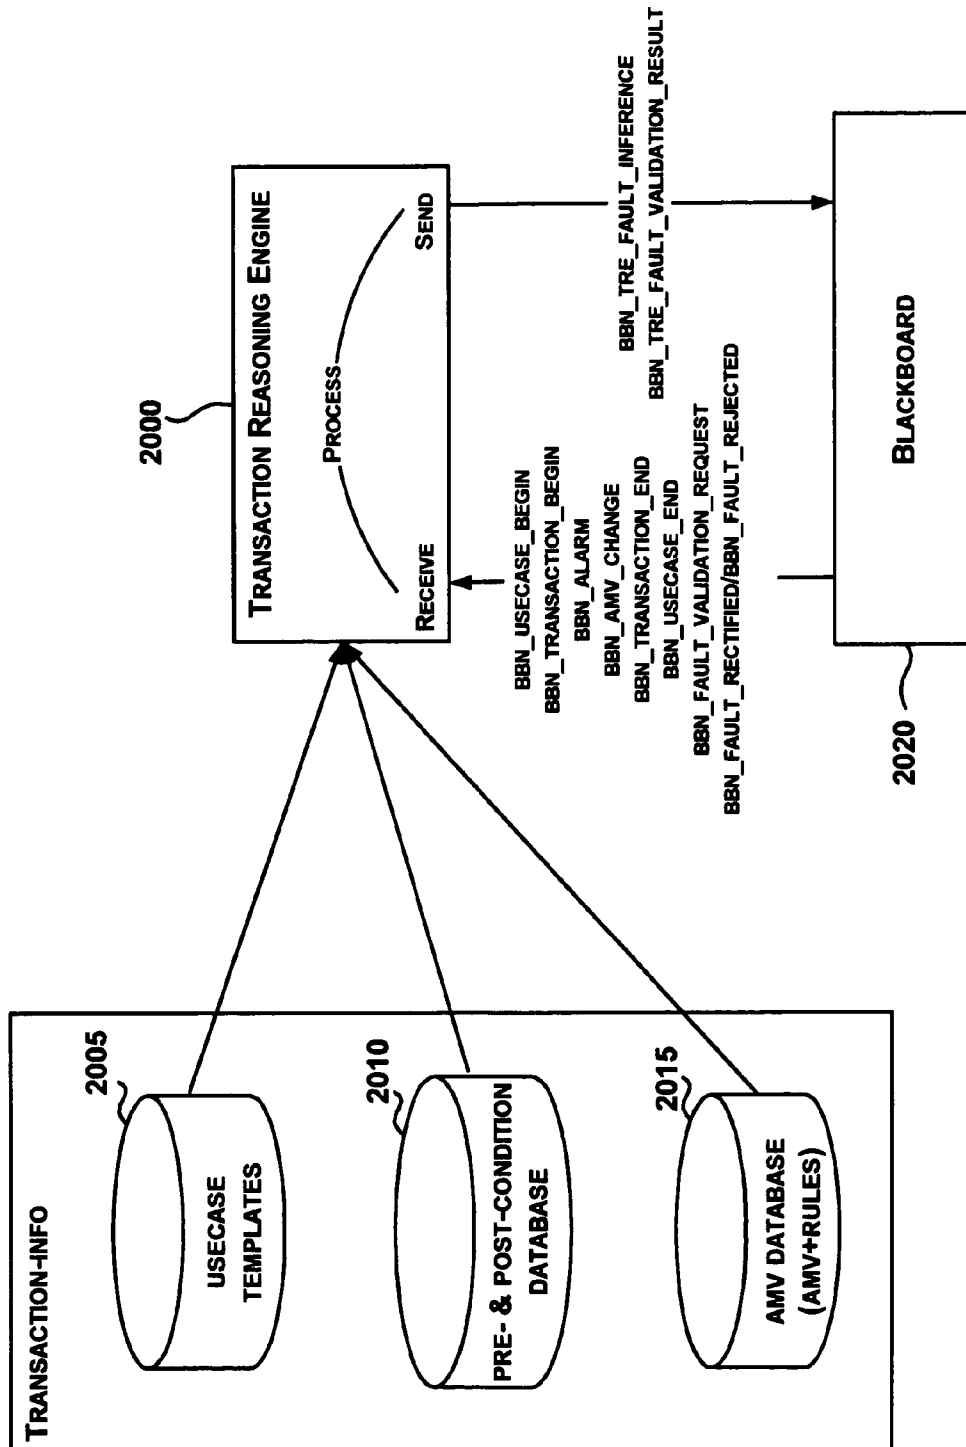 TRANSACTION-INFO
2005
USECASE
TEMPLATES
2010
PRE- & POST-CONDITION
DATABASE
2015
AMV DATABASE
(AMV+RULES)
2000
TRANSACTION REASONING ENGINE
PROCESS
RECEIVE
SEND
BBN_USECASE_BEGIN
BBN_TRANSACTION_BEGIN
BBN_ALARM
BBN_AMV_CHANGE
BBN_TRANSACTION_END
BBN_USECASE_END
BBN_FAULT_VALIDATION_REQUEST
BBN_FAULT_RECTIFIED/BBN_FAULT_REJECTED
BBN_TRE_FAULT_INFERENCE
BBN_TRE_FAULT_VALIDATION_RESULT
2020
BLACKBOARD